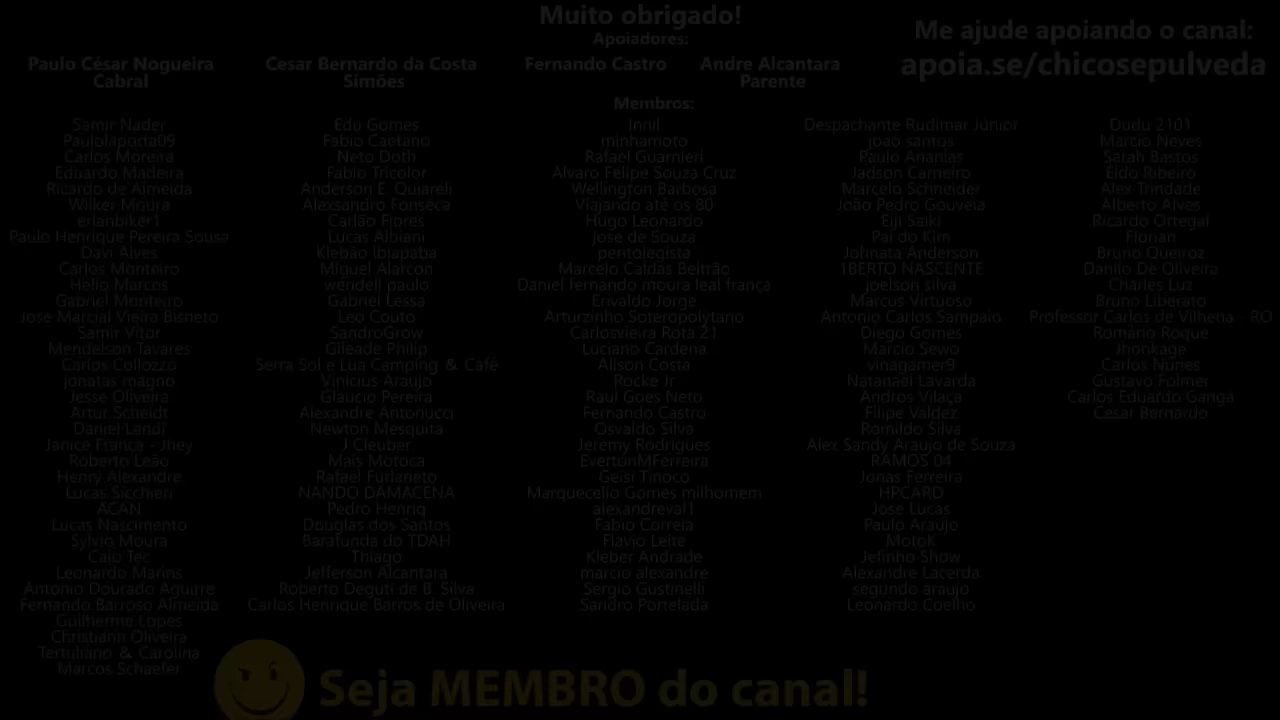 Muito obrigado!
Apoiadores:
Me ajude apoiando o canal:
apoia.se/chicosepulveda
Paulo César Nogueira
Cabral
Cesar Bernardo da Costa
Simões
Fernando Castro
Andre Alcantara
Parente
Membros:
Samir Nader
Paulolaporta09
Carlos Moreira
Eduardo Madeira
Ricardo de Almeida
Wilker Moura
erlanbiker1
Paulo Henrique Pereira Sousa
Davi Alves
Carlos Monteiro
Helio Marcos
Gabriel Monteiro
Jose Marcial Vieira Bisneto
Samir Vitor
Mendelson Tavares
Carlos Collozzo
jonatas magno
Jesse Oliveira
Artur Scheidt
Daniel Landi
Janice França - Jhey
Roberto Leão
Henry Alexandre
Lucas Sicchieri
ACAN
Lucas Nascimento
Sylvio Moura
Caio Tec
Leonardo Marins
Antonio Dourado Aguirre
Fernando Barroso Almeida
Guilherme Lopes
Christiann Oliveira
Tertuliano & Carolina
Marcos Schaefer
Edu Gomes
Fabio Caetano
Neto Doth
Fabio Tricolor
Anderson E. Quiareli
Alexsandro Fonsêca
Carlão Flores
Lucas Albiani
Klebão Ibiapaba
Miguel Alarcon
wendell paulo
Gabriel Lessa
Leo Couto
SandroGrow
Gileade Philip
Serra Sol e Lua Camping & Café
Vinicius Araujo
Glaucio Pereira
Alexandre Antonucci
Newton Mesquita
J Cleuber
Mais Motoca
Rafael Furlaneto
NANDO DAMACENA
Pedro Henriq
Douglas dos Santos
Barafunda do TDAH
Thiago
Jefferson Alcantara
Roberto Deguti de B. Silva
Carlos Henrique Barros de Oliveira
Innil
minhamoto
Rafael Guarnieri
Alvaro Felipe Souza Cruz
Wellington Barbosa
Viajando até os 80
Hugo Leonardo
jose de Souza
peritolegista
Marcelo Caldas Beltrão
Daniel fernando moura leal frança
Erivaldo Jorge
Arturzinho Soteropolytano
Carlosvieira Rota 21
Luciano Cardena
Alison Costa
Rocke Jr
Raul Goes Neto
Fernando Castro
Osvaldo Silva
Jeremy Rodrigues
EvertonMFerreira
Geisi Tinoco
Marquecelio Gomes milhomem
alexandreval1
Fabio Correia
Flavio Leite
Kleber Andrade
marcio alexandre
Sergio Gustinelli
Sandro Portelada
Despachante Rudimar Júnior
joao santos
Paulo Ananias
Jadson Carneiro
Marcelo Schneider
João Pedro Gouveia
Eiji Saiki
Pai do Kim
Johnata Anderson
1BERTO NASCENTE
joelson silva
Marcus Virtuoso
Antonio Carlos Sampaio
Diego Gomes
Marcio Sewo
vinagamer9
Natanael Lavarda
Andros Vilaça
Filipe Valdez
Romildo Silva
Alex Sandy Araujo de Souza
RAMOS 04
Jonas Ferreira
HPCARD
Jose Lucas
Paulo Araújo
MotoK
Jefinho Show
Alexandre Lacerda
segundo araujo
Leonardo Coelho
Dudu 2101
Marcio Neves
Sarah Bastos
Eldo Ribeiro
Alex Trindade
Alberto Alves
Ricardo Ortegal
Florian
Bruno Queiroz
Danilo De Oliveira
Charles Luz
Bruno Liberato
Professor Carlos de Vilhena - RO
Romário Roque
Jhonkage
Carlos Nunes
Gustavo Folmer
Carlos Eduardo Gangá
Cesar Bernardo
Seja MEMBRO do canal!